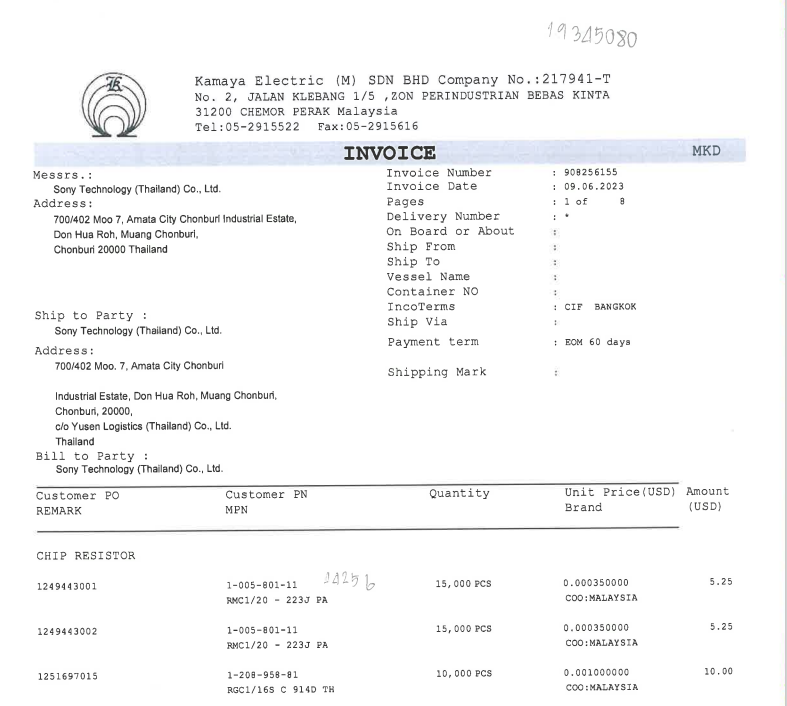 19345080
Kamaya Electric (M) SDN BHD Company No.:217941-T
No. 2, JALAN KLEBANG 1/5 ,ZON PERINDUSTRIAN BEBAS KINTA
31200 CHEMOR PERAK Malaysia
Tel:05-2915522 Fax:05-2915616
INVOICE MKD
Messrs.:
Sony Technology (Thailand) Co., Ltd.
Address:
700/402 Moo 7, Amata City Chonburi Industrial Estate,
Don Hua Roh, Muang Chonburi,
Chonburi 20000 Thailand
Invoice Number : 908256155
Invoice Date : 09.06.2023
Pages : 1 of 8
Delivery Number : *
On Board or About :
Ship From :
Ship To :
Vessel Name :
Container NO :
IncoTerms : CIF BANGKOK
Ship Via :
Payment term : EOM 60 days
Shipping Mark :
Ship to Party :
Sony Technology (Thailand) Co., Ltd.
Address:
700/402 Moo. 7, Amata City Chonburi
Industrial Estate, Don Hua Roh, Muang Chonburi,
Chonburi, 20000,
c/o Yusen Logistics (Thailand) Co., Ltd.
Thailand
Bill to Party :
Sony Technology (Thailand) Co., Ltd.
Customer PO Customer PN Quantity Unit Price(USD) Amount
REMARK MPN Brand (USD)
CHIP RESISTOR
1249443001 1-005-801-11 15,000 PCS 0.000350000 5.25
RMC1/20 - 223J PA COO:MALAYSIA
1249443002 1-005-801-11 15,000 PCS 0.000350000 5.25
RMC1/20 - 223J PA COO:MALAYSIA
1251697015 1-208-958-81 10,000 PCS 0.001000000 10.00
RGC1/16S C 914D TH COO:MALAYSIA